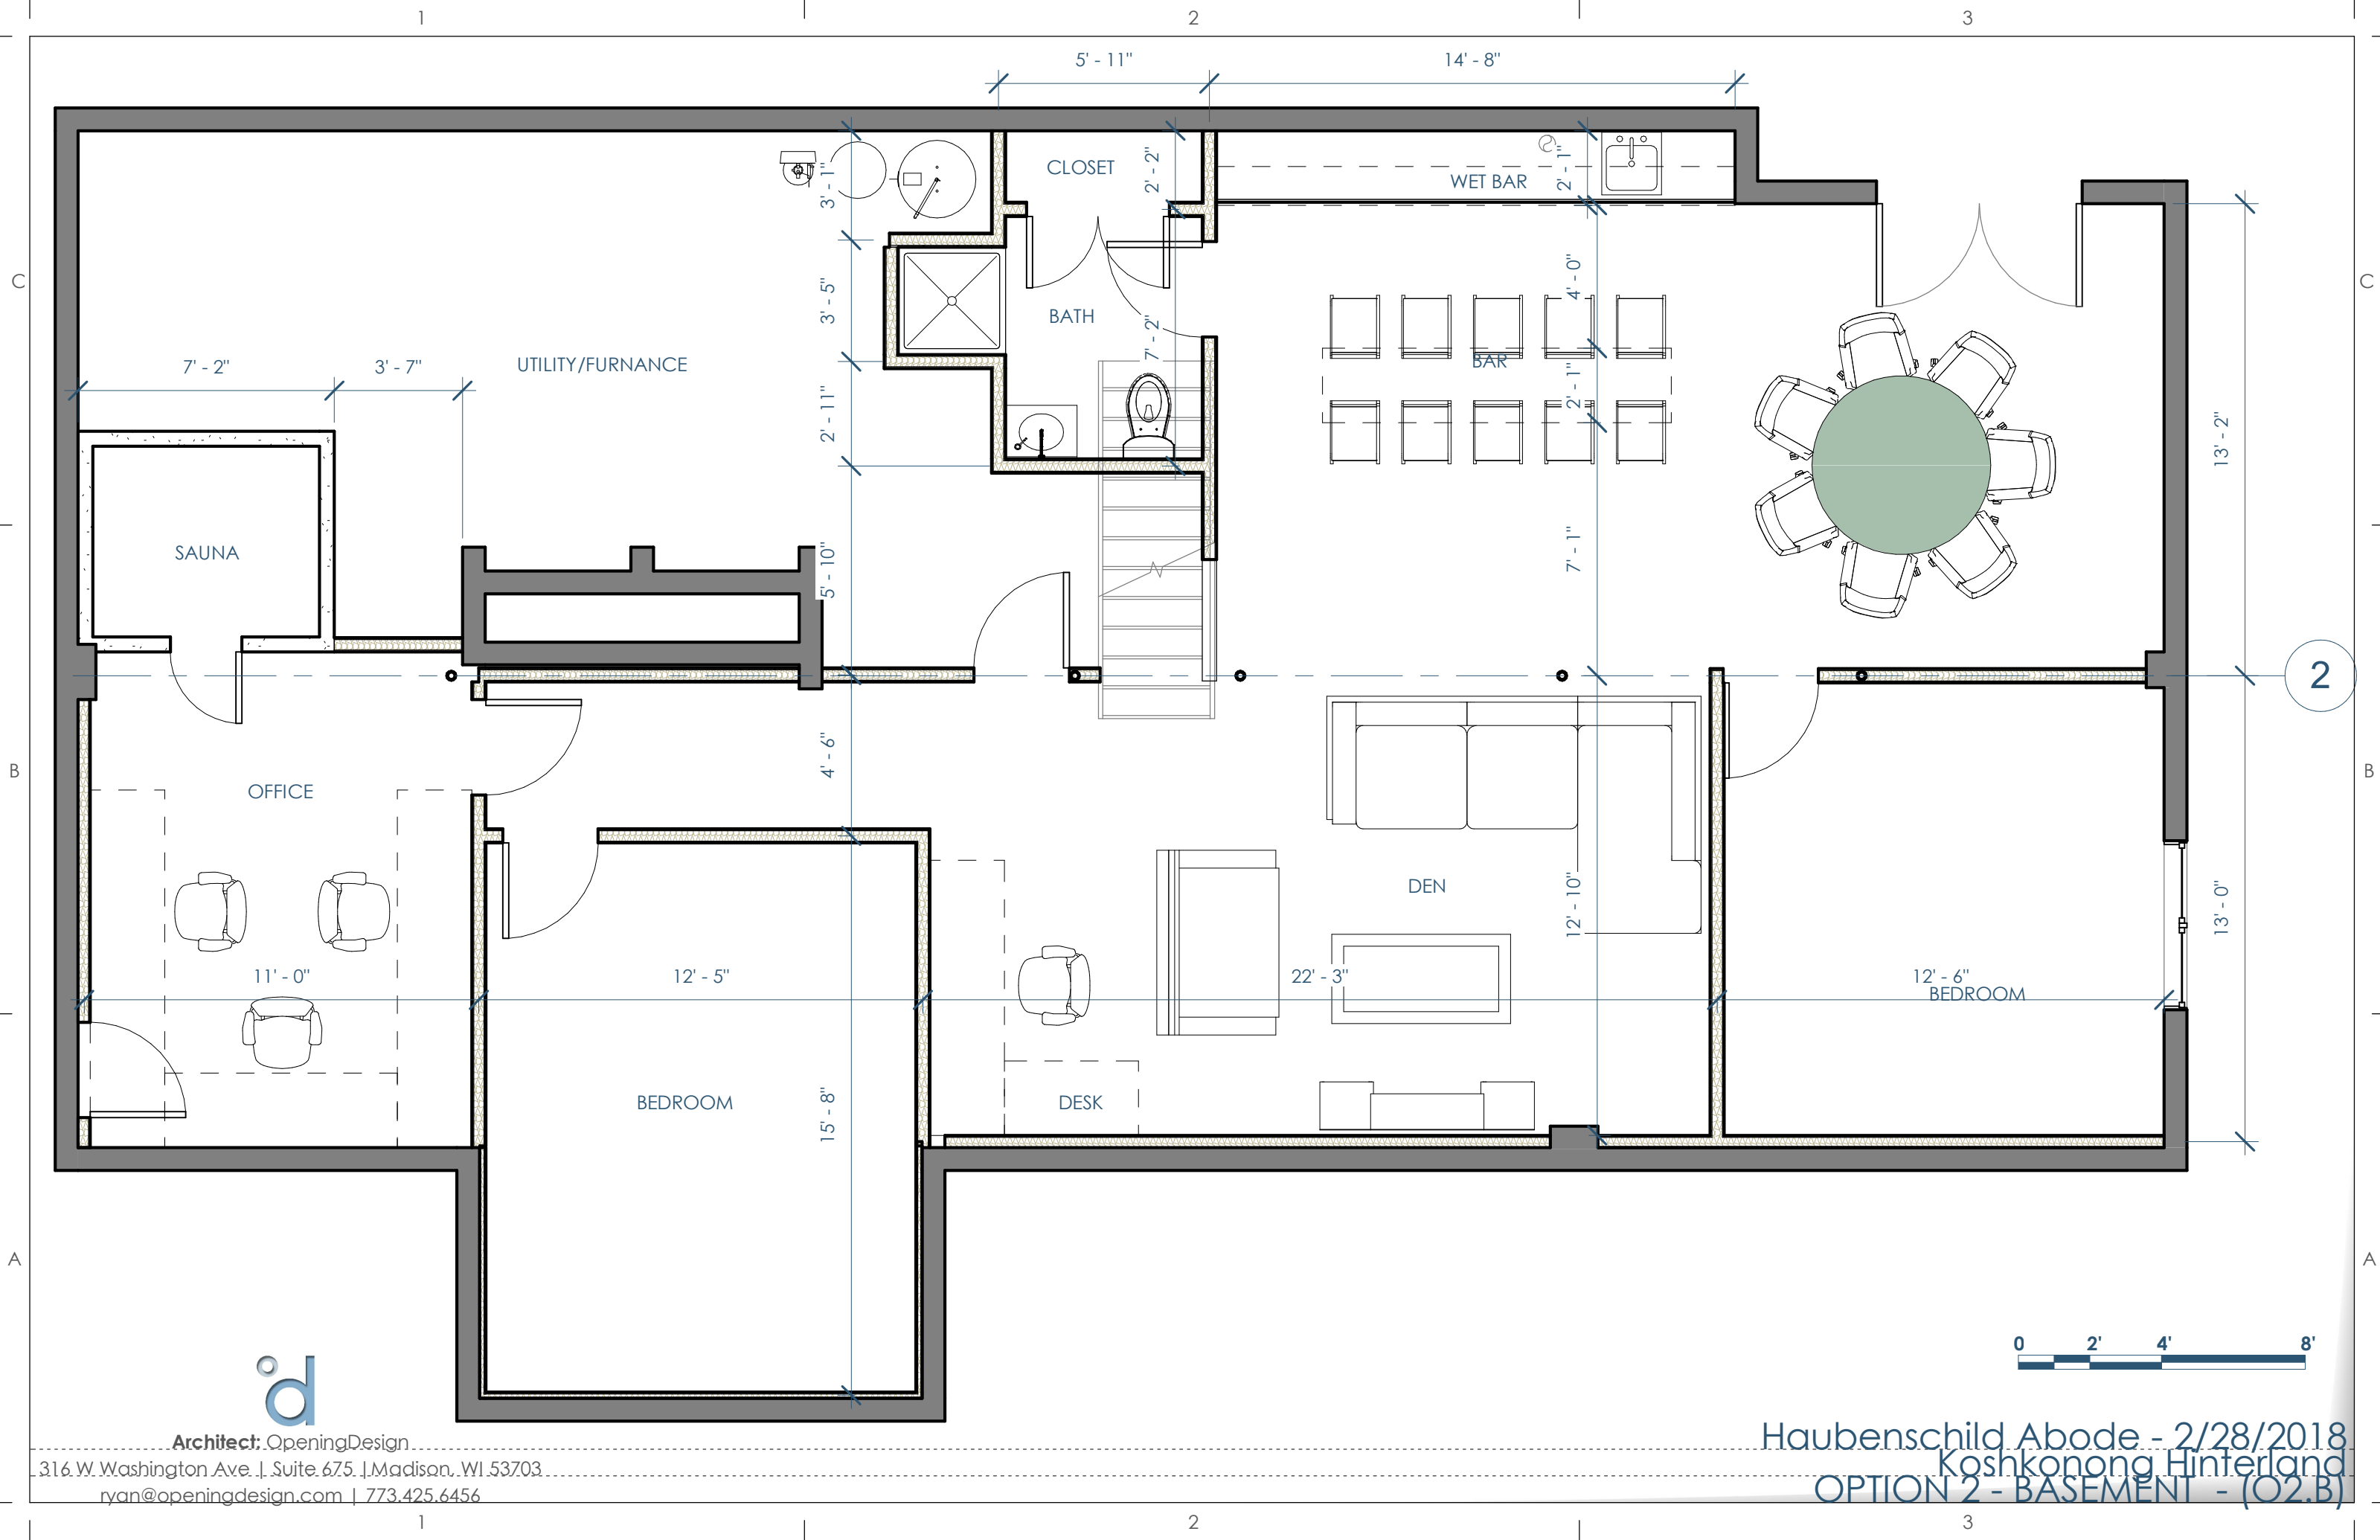 1 2 3
5' - 11" 14' - 8"
CLOSET
2' - 2"
WET BAR
2' - 1"
3' - 1"
C C
3' - 5"
BATH
7' - 2"
4' - 0"
BAR
2' - 1"
7' - 2" 3' - 7" UTILITY/FURNANCE
2' - 11"
13' - 2"
SAUNA
5' - 10"
7' - 1"
2
4' - 6"
B B
OFFICE
DEN
12' - 10"
13' - 0"
11' - 0" 12' - 5" 22' - 3" 12' - 6"
BEDROOM
BEDROOM
15' - 8"
DESK
A A
0 2' 4' 8'
d
Architect: OpeningDesign
316 W Washington Ave | Suite 675 |Madison, WI 53703
ryan@openingdesign.com | 773.425.6456
Haubenschild Abode - 2/28/2018
Koshkonong Hinterland
OPTION 2 - BASEMENT - (O2.B)
1 2 3